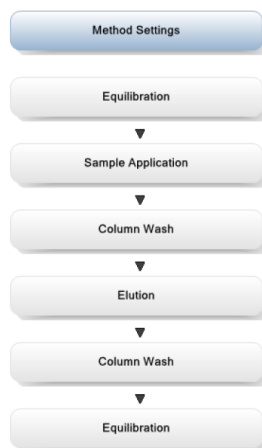 Method Settings
Equilibration
Sample Application
Column Wash
Elution
Column Wash
Equilibration